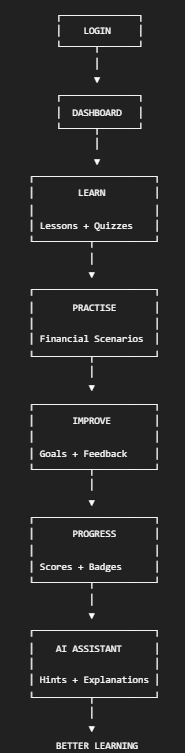 LOGIN
DASHBOARD
LEARN
Lessons + Quizzes
PRACTISE
Financial Scenarios
IMPROVE
Goals + Feedback
PROGRESS
Scores + Badges
AI ASSISTANT
Hints + Explanations
BETTER LEARNING